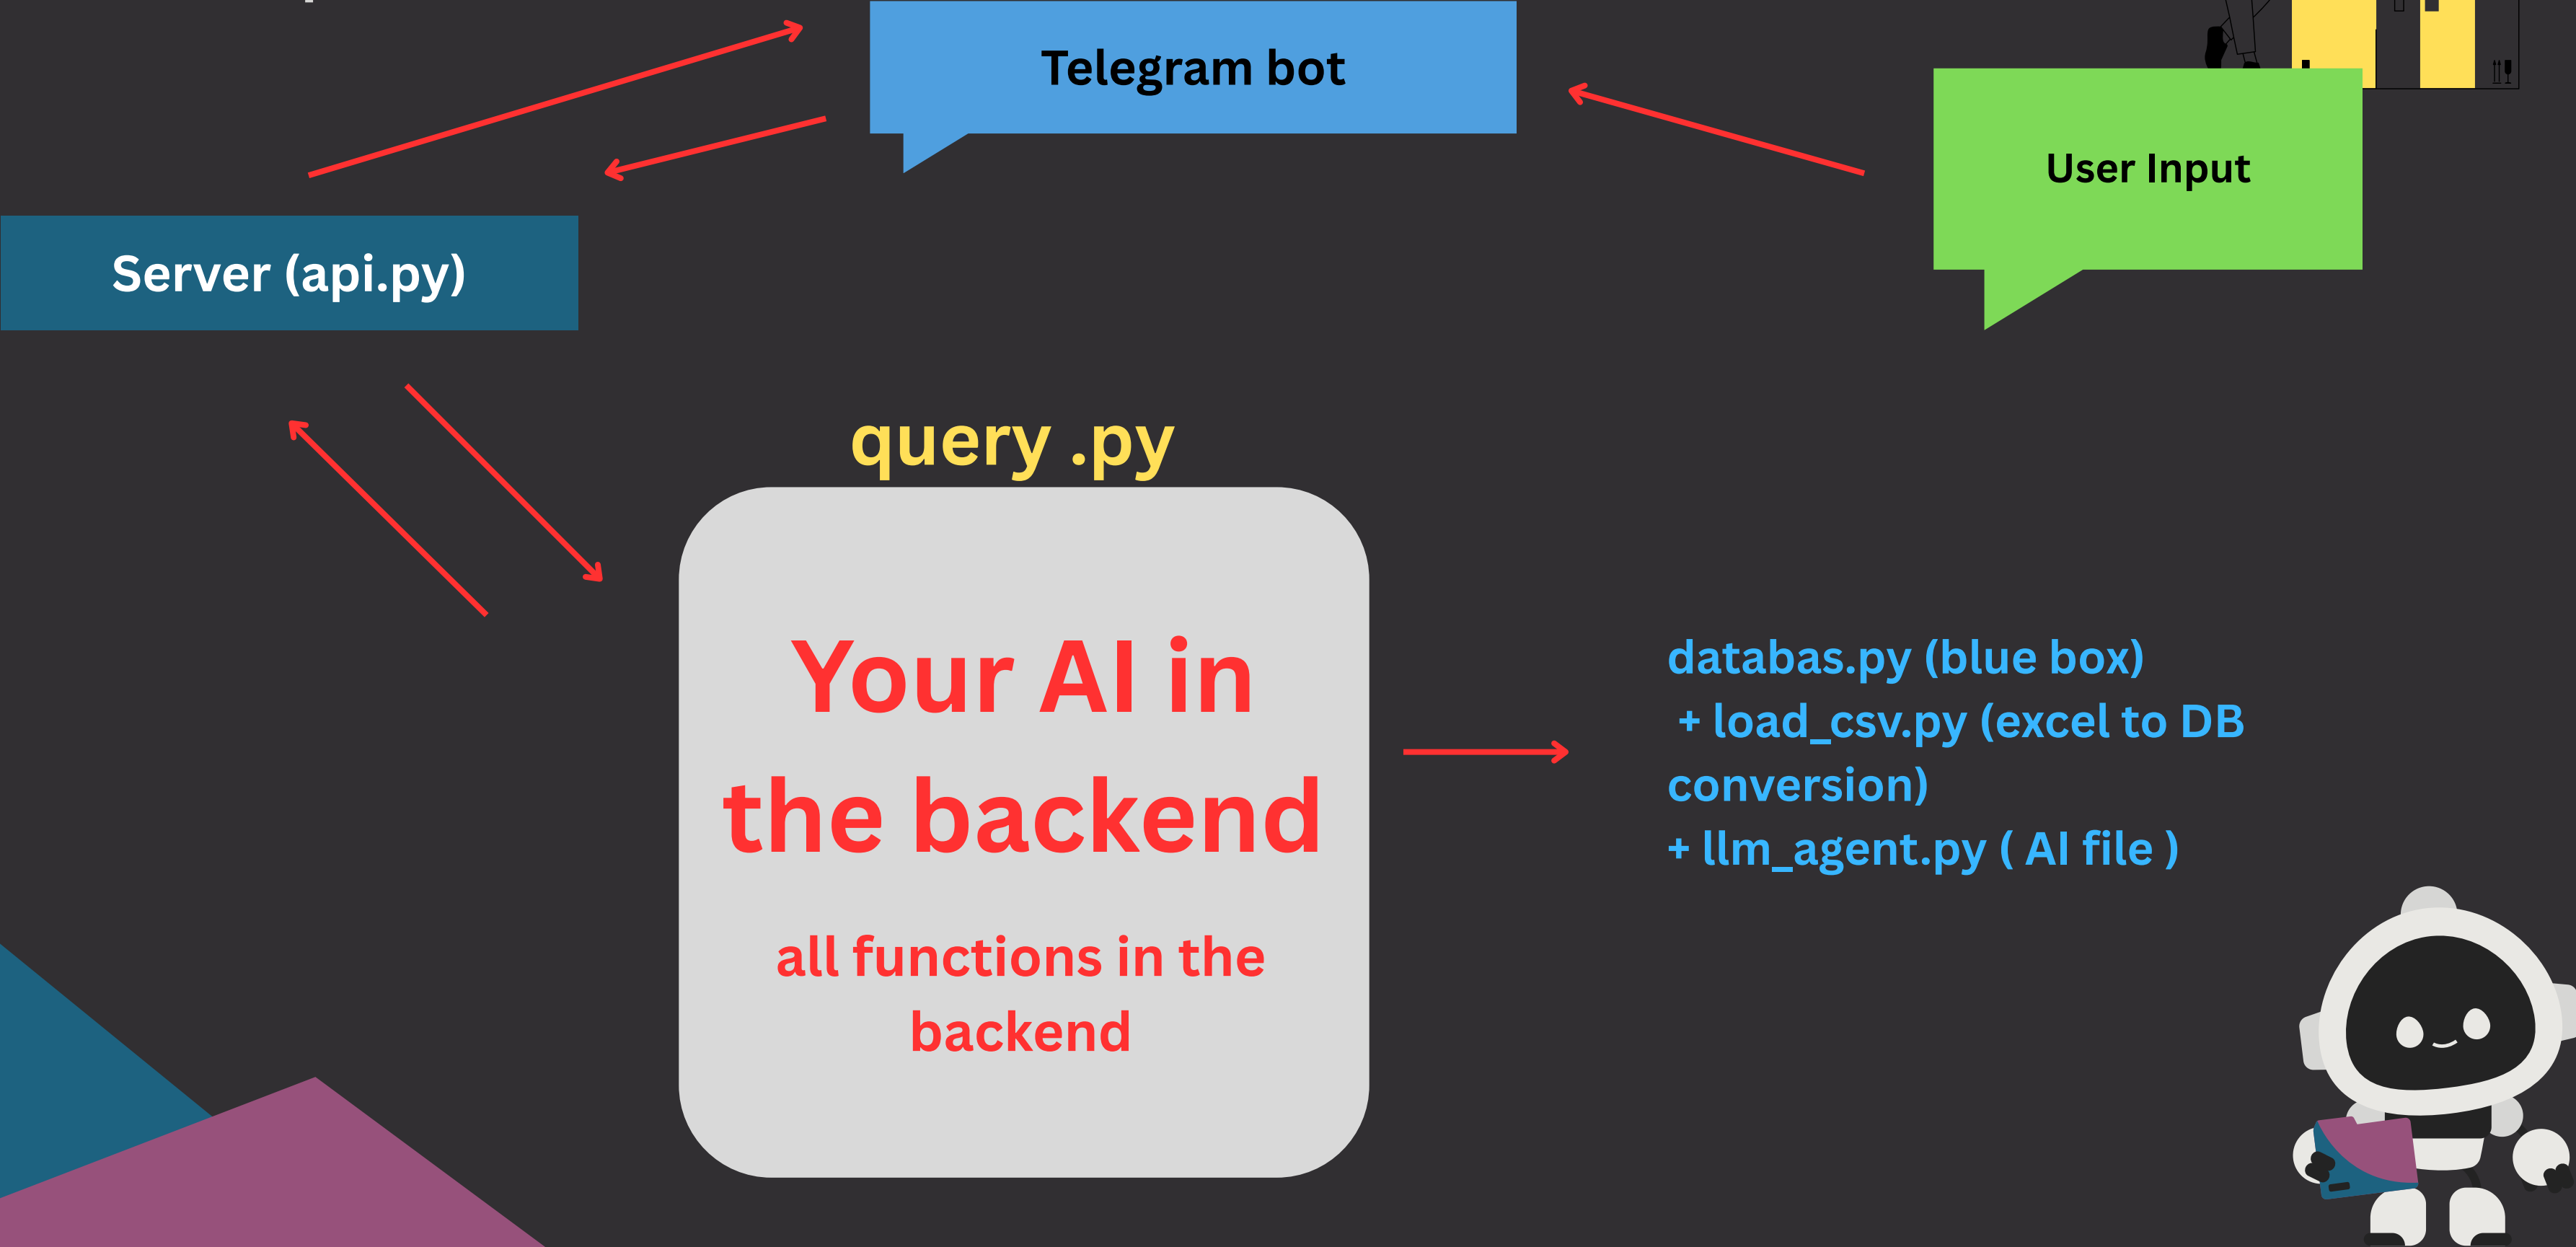 Telegram bot
User Input
Server (api.py)
query .py
Your AI in
the backend
all functions in the
backend
databas.py (blue box)
+ load_csv.py (excel to DB
conversion)
+ llm_agent.py ( AI file )